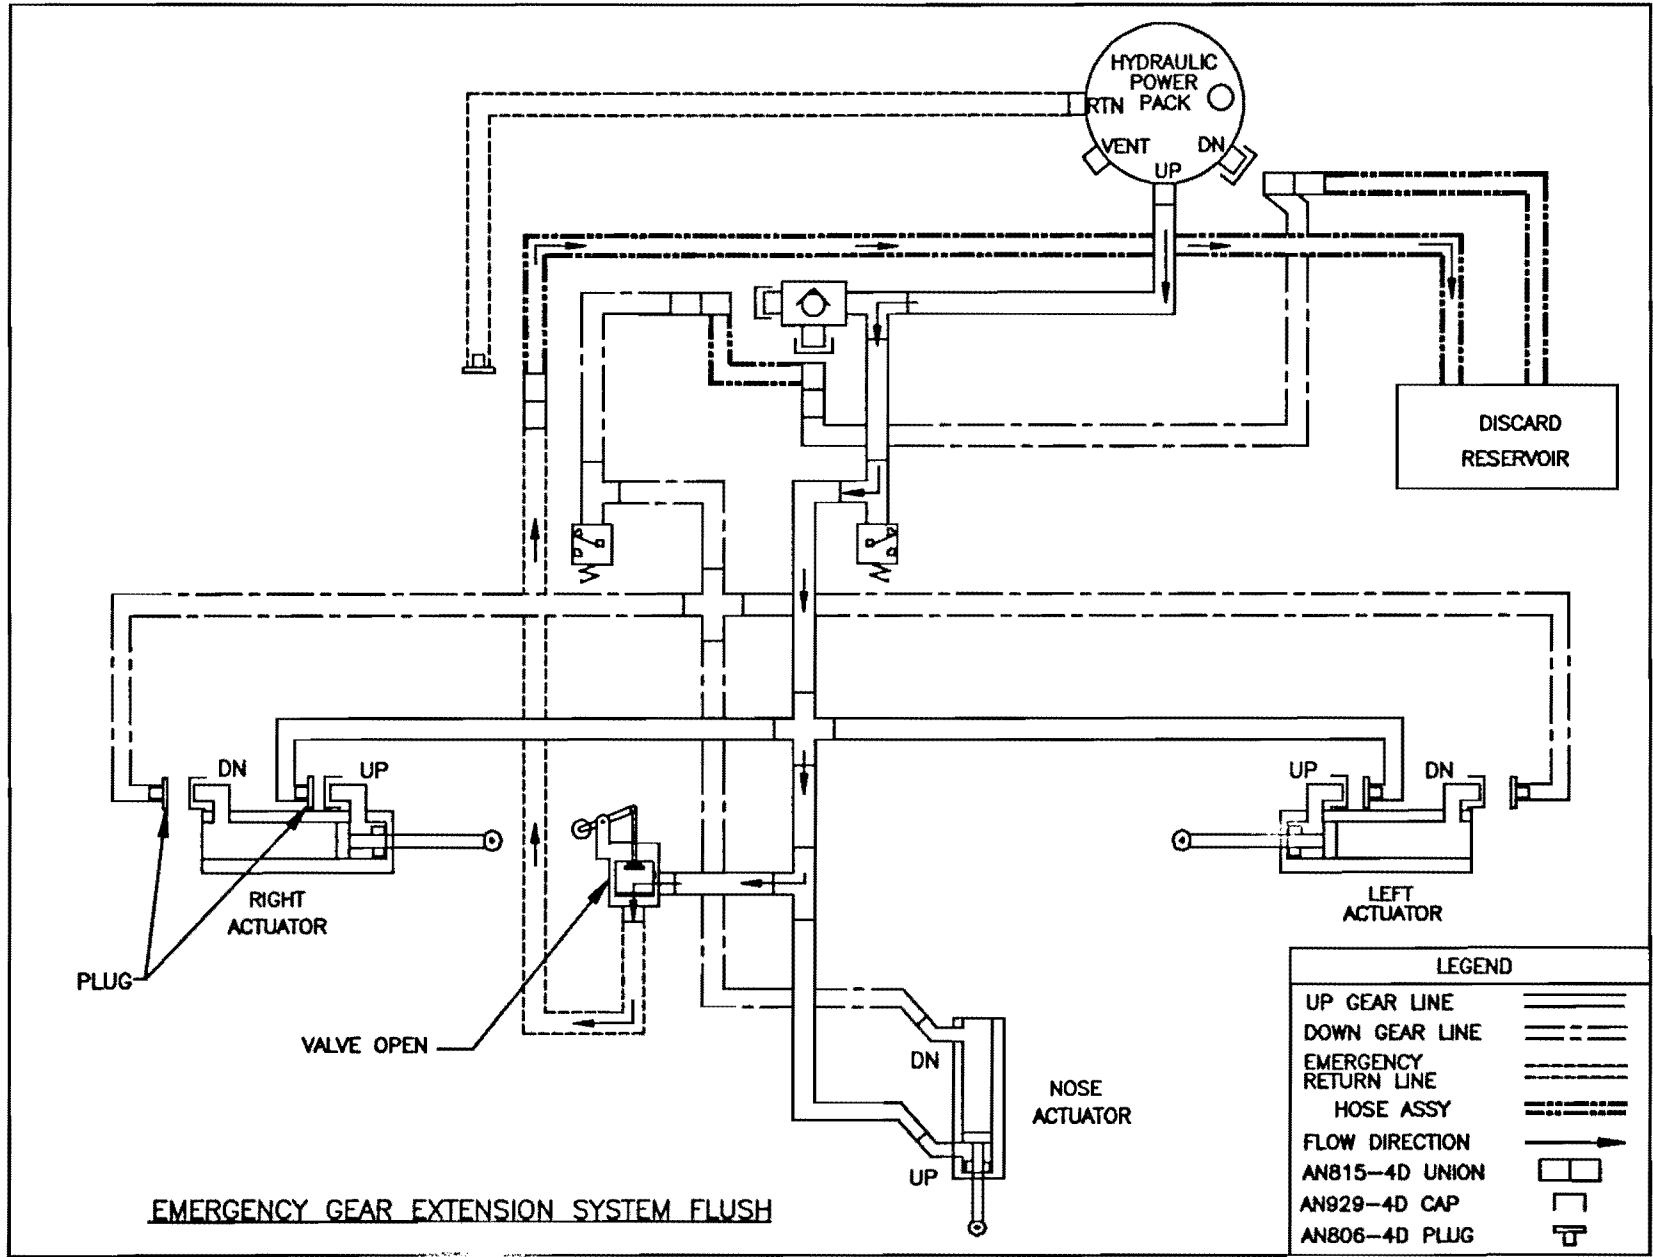 HYDRAULIC
POWER
PACK
RTN
VENT
DN
UP
DISCARD
RESERVOIR
DN
UP
UP
DN
RIGHT
ACTUATOR
LEFT
ACTUATOR
PLUG
VALVE OPEN
DN
NOSE
ACTUATOR
UP
EMERGENCY GEAR EXTENSION SYSTEM FLUSH
LEGEND
UP GEAR LINE
DOWN GEAR LINE
EMERGENCY
RETURN LINE
HOSE ASSY
FLOW DIRECTION
AN815-4D UNION
AN929-4D CAP
AN806-4D PLUG